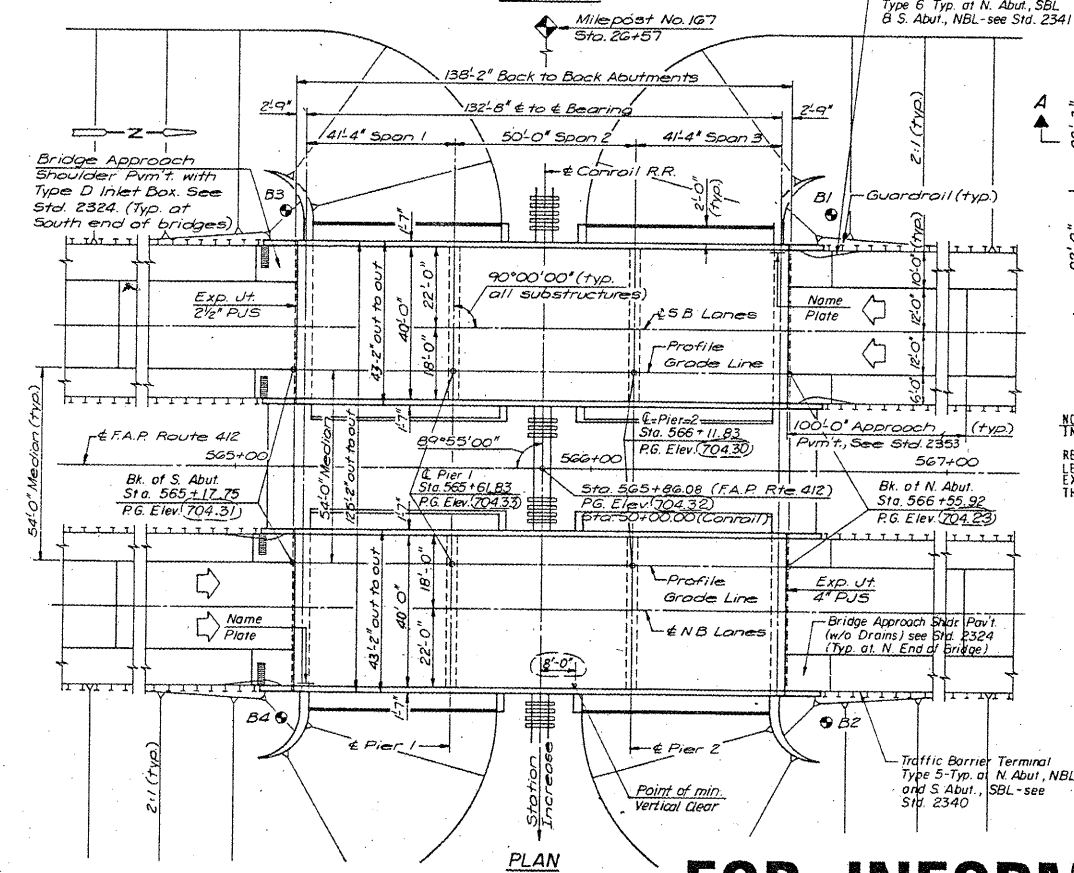 Type 6 Typ. at N. Abut., SBL
& S. Abut., NBL-see Std. 2341
Milepost No. 167
Sta. 26+57
138'-2" Back to Back Abutments
2'-9"
132'-8" ℄ to ℄ Bearing
2'-9"
41'-4" Span 1
50'-0" Span 2
41'-4" Span 3
N
A
2:1 (typ.)
Bridge Approach
Shoulder Pvm't. with
Type D Inlet Box. See
Std. 2324. (Typ. at
South end of bridges)
B3
1'-7"
℄ Conrail R.R.
2'-0"
(typ.)
B1
Guardrail (typ.)
Exp. Jt.
2½" PJS
43'-2" out to out
40'-0"
22'-0"
18'-0"
90°00'00" (typ.
all substructures)
℄ S B Lanes
Profile
Grade Line
Name
Plate
10'-0" (typ.)
12'-0"
12'-0"
6'-0"
54'-0" Median (typ.)
℄ F.A.P. Route 412
565+00
Bk. of S. Abut.
Sta. 565+17.75
P.G. Elev. 704.31
54'-0" Median
125'-2" out to out
1'-7"
89°55'00"
℄ Pier 1
Sta. 565+61.83
P.G. Elev. 704.33
℄ Pier 2
Sta. 566+11.83
P.G. Elev. 704.30
566+00
Sta. 565+86.08 (F.A.P. Rte 412)
P.G. Elev. 704.32
Sta. 50+00.00 (Conrail)
100'-0" Approach (typ.)
Pvm't., See Std. 2353
567+00
Bk. of N. Abut.
Sta. 566+55.92
P.G. Elev. 704.23
1'-7"
43'-2" out to out
40'-0"
18'-0"
22'-0"
Profile
Grade Line
℄ N B Lanes
Exp. Jt.
4" PJS
Name
Plate
Bridge Approach Shldr Pav't.
(w/o Drains) see Std. 2324
(Typ. at N. End of Bridge)
8'-0"
1'-7"
B4
B2
℄ Pier 1
℄ Pier 2
2:1 (typ.)
Station
Increase
Point of min.
Vertical Clear
Traffic Barrier Terminal
Type 5-Typ. at N. Abut., NBL
and S. Abut., SBL-see
Std. 2340
PLAN